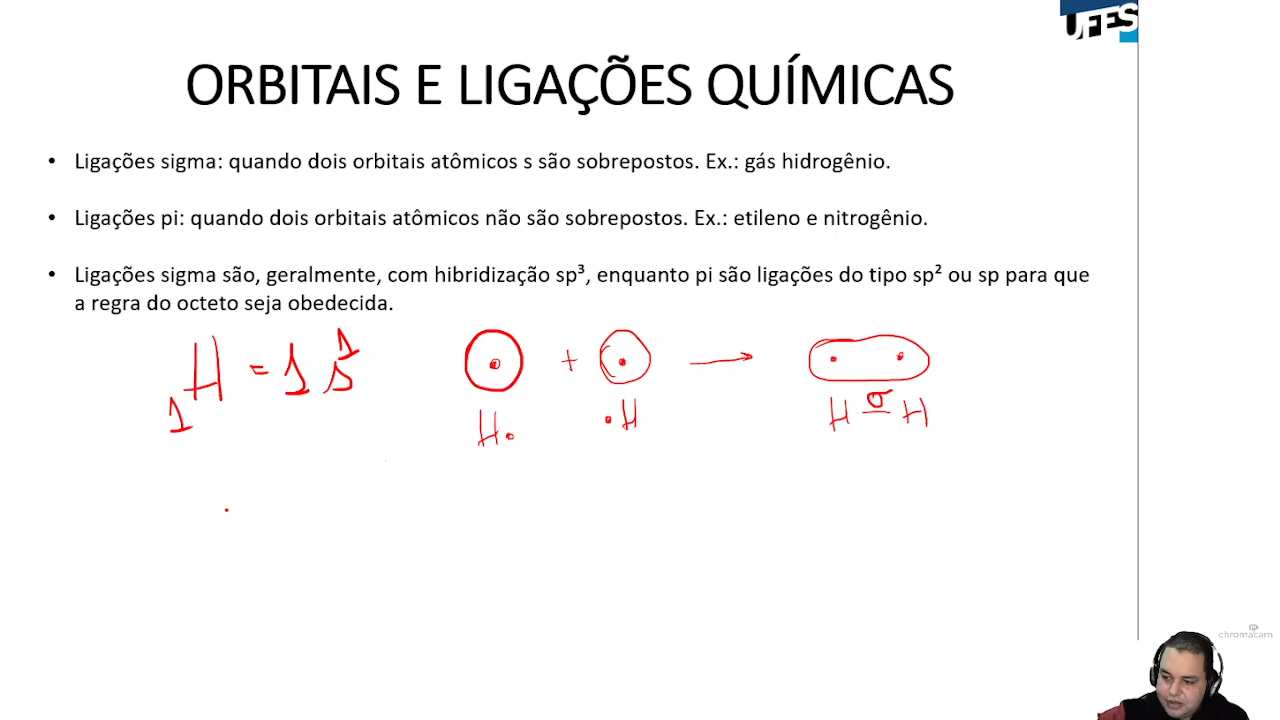 UFES
ORBITAIS E LIGAÇÕES QUÍMICAS
• Ligações sigma: quando dois orbitais atômicos s são sobrepostos. Ex.: gás hidrogênio.
• Ligações pi: quando dois orbitais atômicos não são sobrepostos. Ex.: etileno e nitrogênio.
• Ligações sigma são, geralmente, com hibridização sp³, enquanto pi são ligações do tipo sp² ou sp para que
a regra do octeto seja obedecida.
₁H = 1s¹
+ →
H• •H H σ H
chromacam